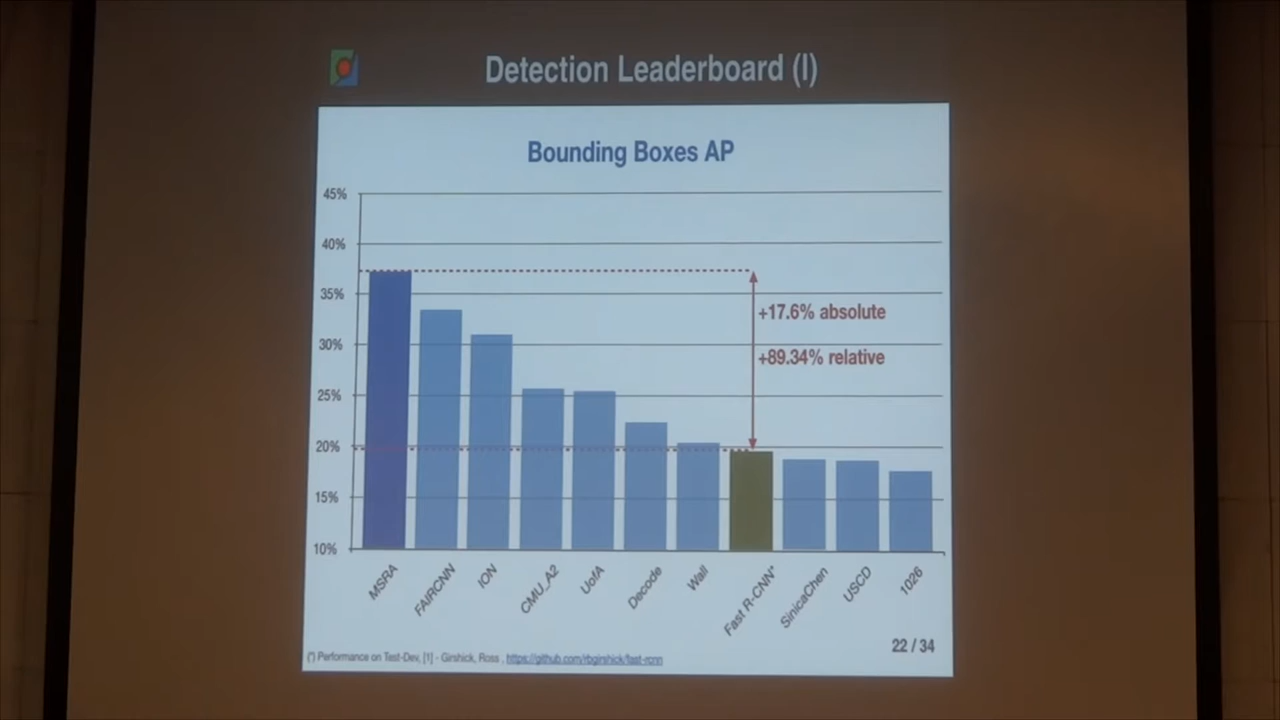 Detection Leaderboard (I)
Bounding Boxes AP
45%
40%
35%
30%
25%
20%
15%
10%
+17.6% absolute
+89.34% relative
MSRA
FAIRCNN
ION
CMU_A2
UofA
Decode
Wall
Fast R-CNN*
SinicaChen
USCD
1026
22 / 34
(*) Performance on Test-Dev, [1] - Girshick, Ross , https://github.com/rbgirshick/fast-rcnn